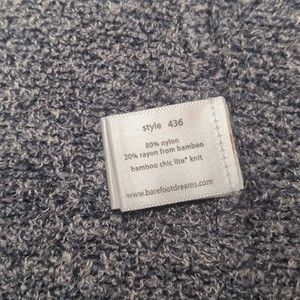 style 436
80% nylon
20% rayon from bamboo
bamboo chic lite® knit
www.barefootdreams.com